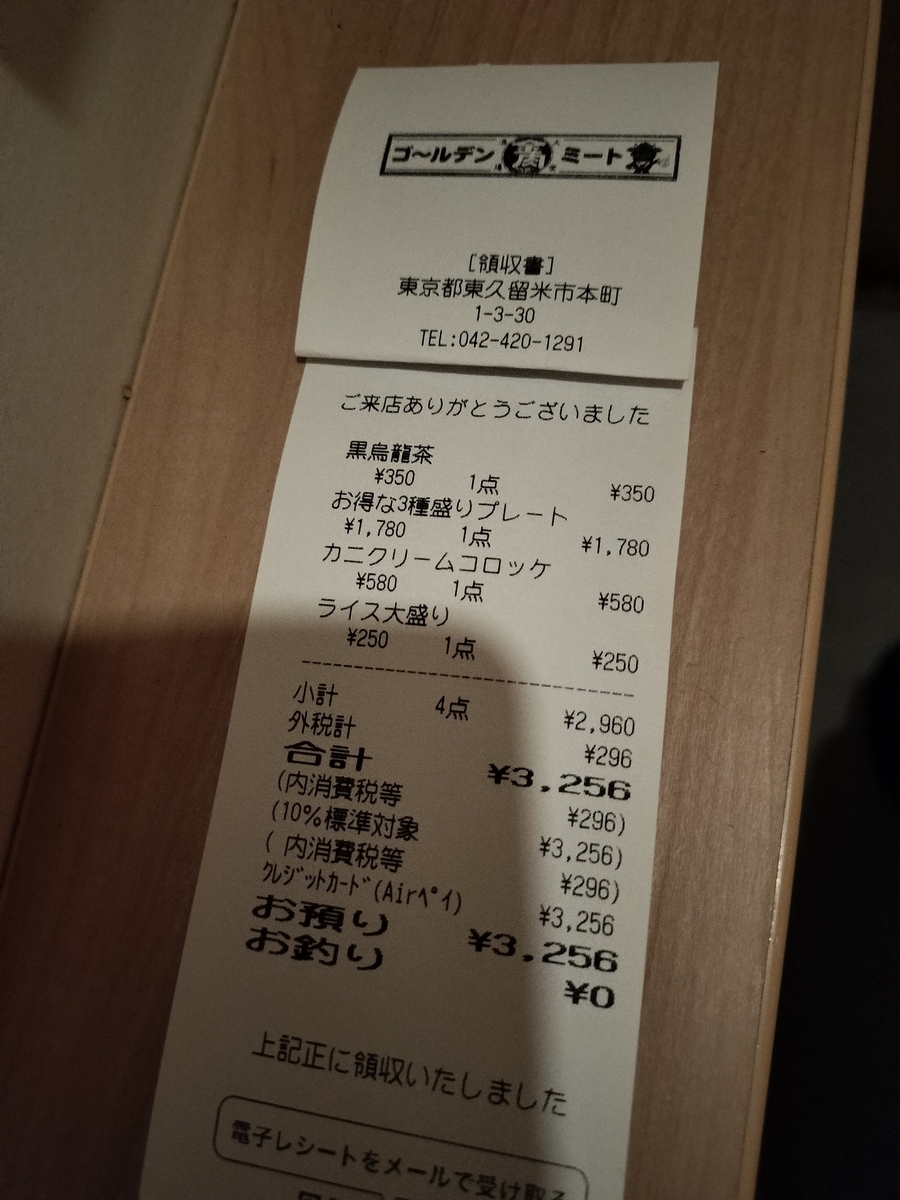 ゴ〜ルデン ミート
[領収書]
東京都東久留米市本町
1-3-30
TEL:042-420-1291
ご来店ありがとうございました
黒烏龍茶
¥350 1点 ¥350
お得な3種盛りプレート
¥1,780 1点 ¥1,780
カニクリームコロッケ
¥580 1点 ¥580
ライス大盛り
¥250 1点 ¥250
小計 4点 ¥2,960
外税計 ¥296
合計 ¥3,256
(内消費税等 ¥296)
(10%標準対象 ¥3,256)
( 内消費税等 ¥296)
クレジットカード(Airペイ) ¥3,256
お預り ¥3,256
お釣り ¥0
上記正に領収いたしました
電子レシートをメールで受け取る